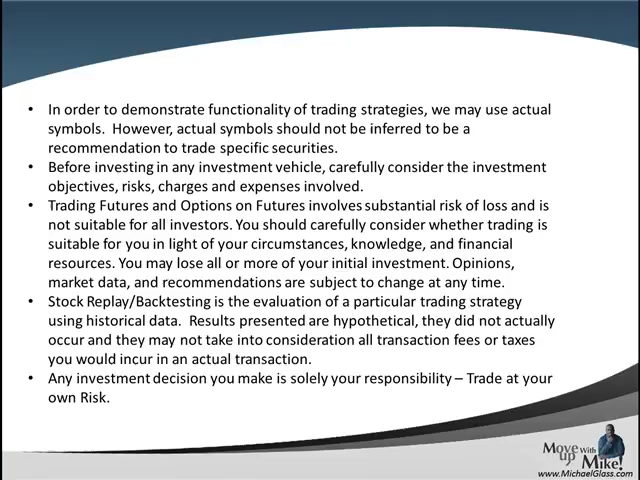 • In order to demonstrate functionality of trading strategies, we may use actual
symbols.  However, actual symbols should not be inferred to be a
recommendation to trade specific securities.
• Before investing in any investment vehicle, carefully consider the investment
objectives, risks, charges and expenses involved.
• Trading Futures and Options on Futures involves substantial risk of loss and is
not suitable for all investors. You should carefully consider whether trading is
suitable for you in light of your circumstances, knowledge, and financial
resources. You may lose all or more of your initial investment. Opinions,
market data, and recommendations are subject to change at any time.
• Stock Replay/Backtesting is the evaluation of a particular trading strategy
using historical data.  Results presented are hypothetical, they did not actually
occur and they may not take into consideration all transaction fees or taxes
you would incur in an actual transaction.
• Any investment decision you make is solely your responsibility – Trade at your
own Risk.
Move up With Mike!
www.MichaelGlass.com